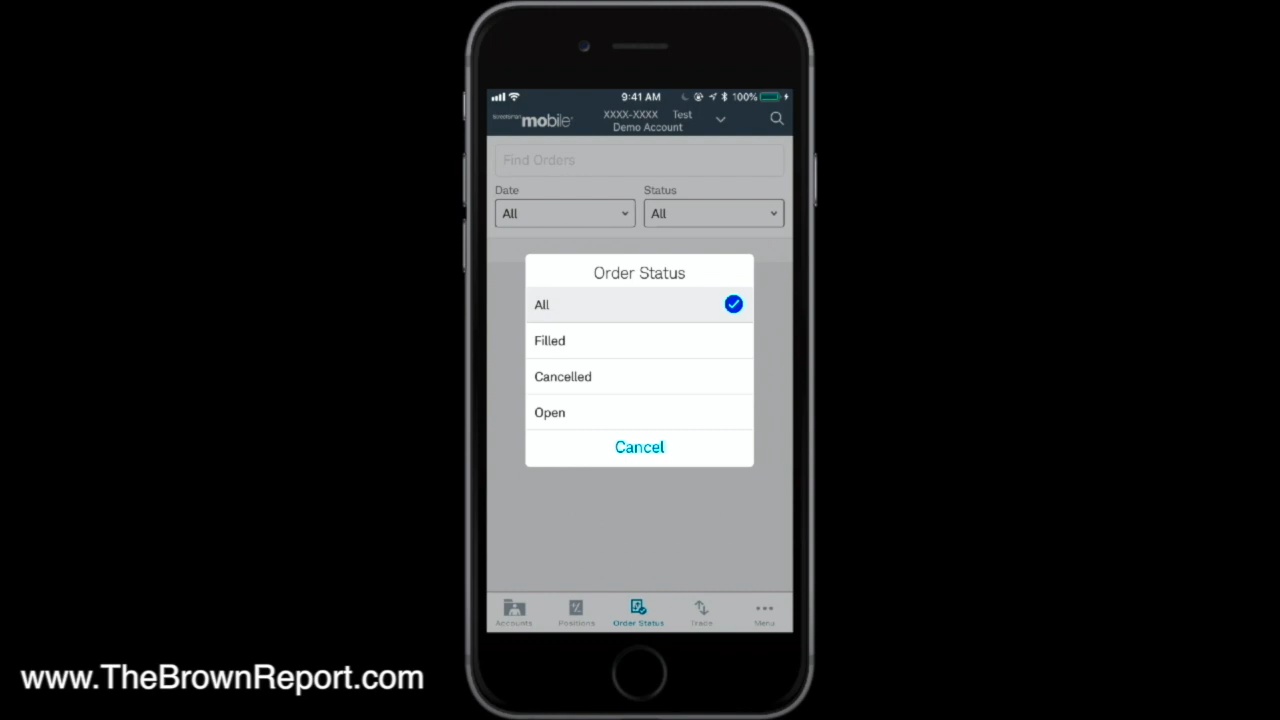 9:41 AM
100%
mobile
XXXX-XXXX Test
Demo Account
Find Orders
Date
Status
All
All
Order Status
All
Filled
Cancelled
Open
Cancel
Accounts
Positions
Order Status
Trade
Menu
www.TheBrownReport.com